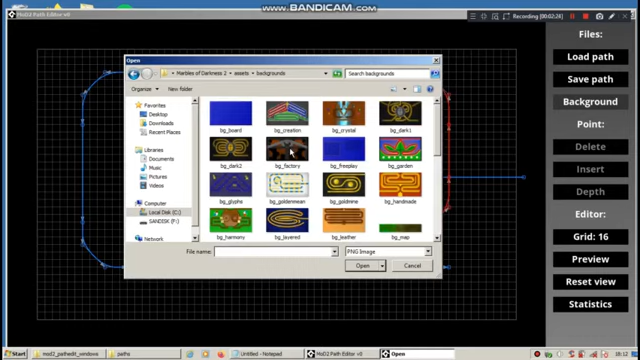 WWW.BANDICAM.COM
MoD2 Path Editor v0
Recording [00:02:24]
Files:
Load path
Save path
Background
Point:
Delete
Insert
Depth
Editor:
Grid: 16
Preview
Reset view
Statistics
Open
Marbles of Darkness 2
assets
backgrounds
Search backgrounds
Organize
New folder
Favorites
Desktop
Downloads
Recent Places
Libraries
Documents
Music
Pictures
Videos
Computer
Local Disk (C:)
SANDISK (F:)
Network
bg_board
bg_creation
bg_crystal
bg_dark1
bg_dark2
bg_factory
bg_freeplay
bg_garden
bg_glyphs
bg_goldenmean
bg_goldmine
bg_handmade
bg_harmony
bg_layered
bg_leather
bg_map
File name:
PNG Image
Open
Cancel
Start
mod2_pathedit_windows
paths
Untitled - Notepad
MoD2 Path Editor v0
Open